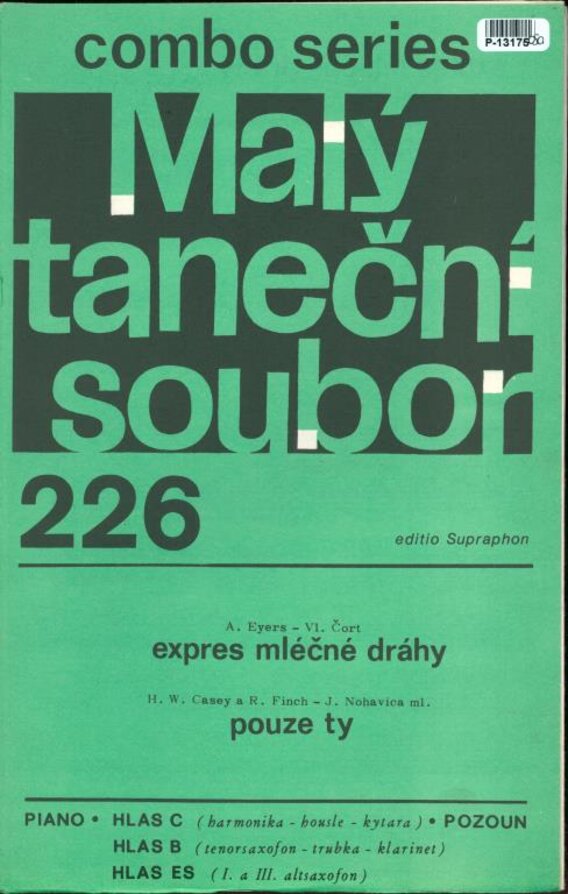 combo series
P-13175
Malý
taneční
soubor
226
editio Supraphon
A. Eyers - Vl. Čort
expres mléčné dráhy
H. W. Casey a R. Finch - J. Nohavica ml.
pouze ty
PIANO • HLAS C (harmonika - housle - kytara) • POZOUN
HLAS B (tenorsaxofon - trubka - klarinet)
HLAS ES (I. a III. altsaxofon)